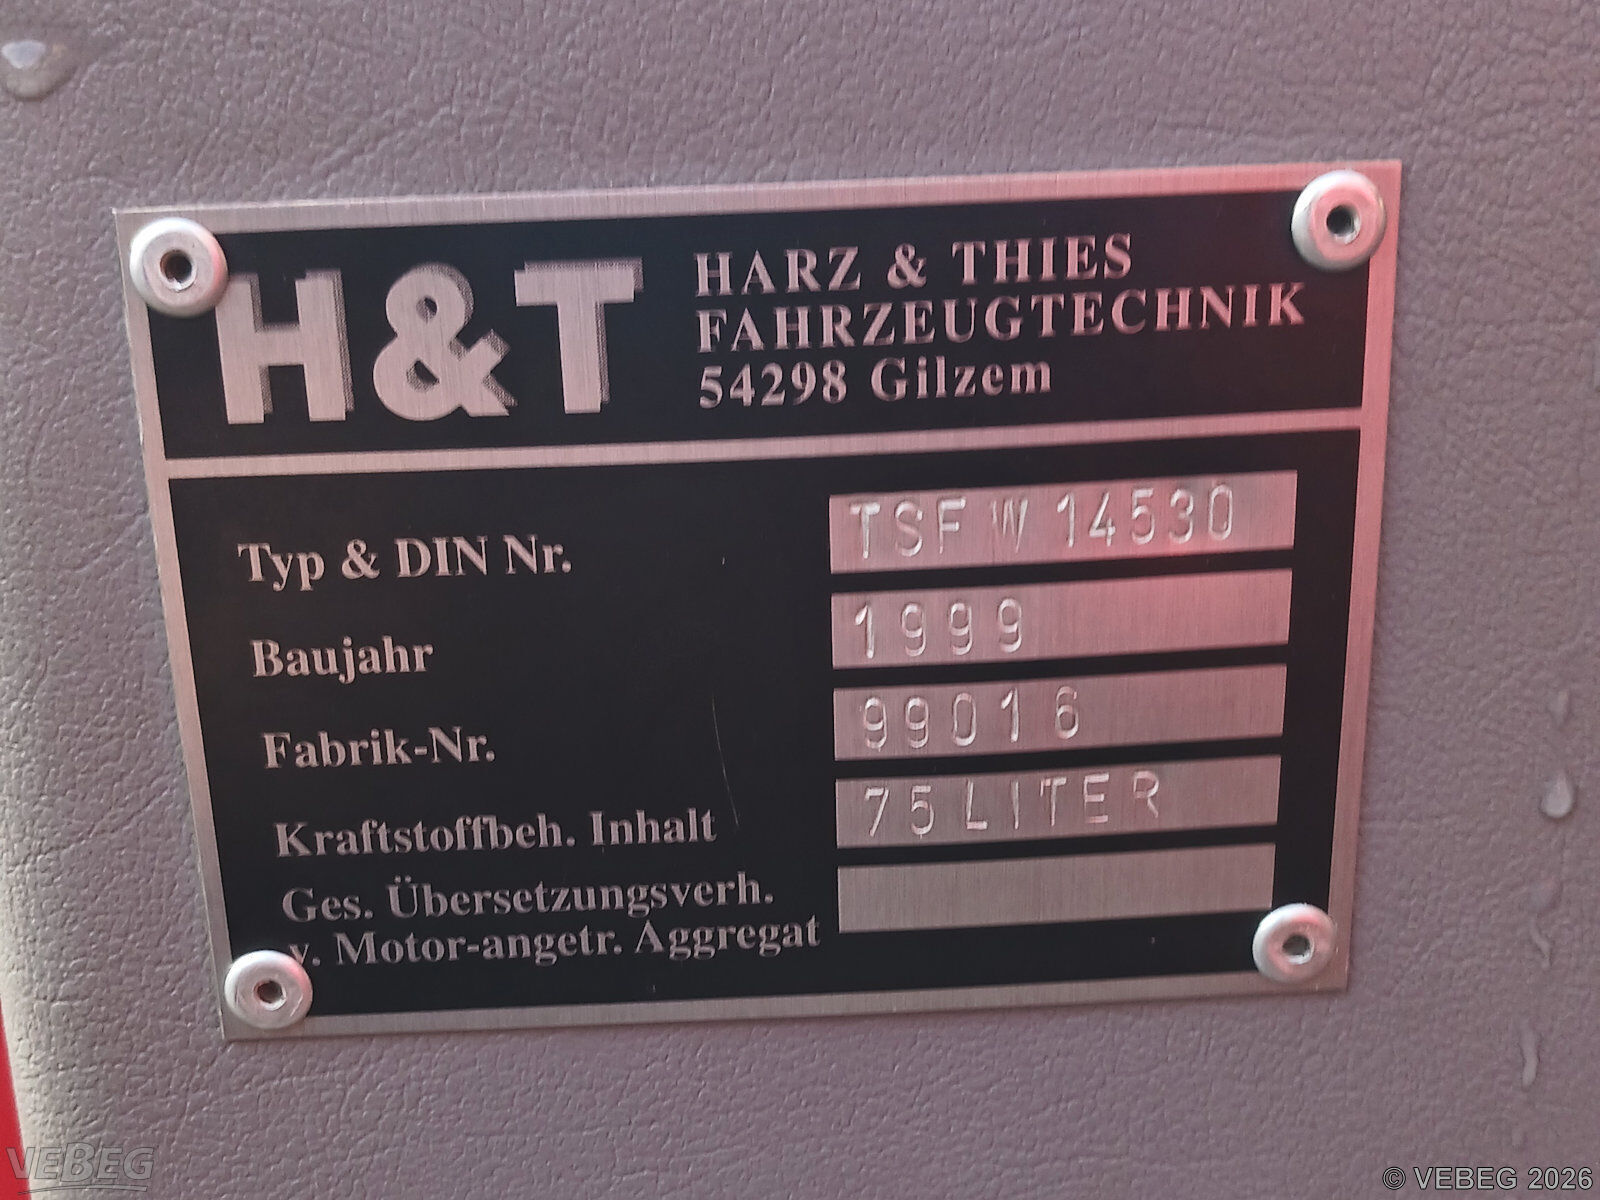 H&T
HARZ & THIES
FAHRZEUGTECHNIK
54298 Gilzem
Typ & DIN Nr. TSF W 14530
Baujahr 1999
Fabrik-Nr. 99016
Kraftstoffbeh. Inhalt 75 LITER
Ges. Übersetzungsverh.
v. Motor-angetr. Aggregat
VEBEG
© VEBEG 2026